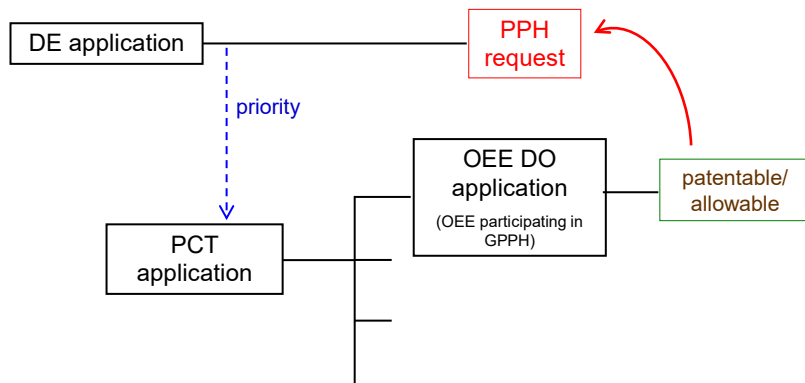 DE application
PPH
request
priority
OEE DO
application
(OEE participating in
GPPH)
patentable/
allowable
PCT
application